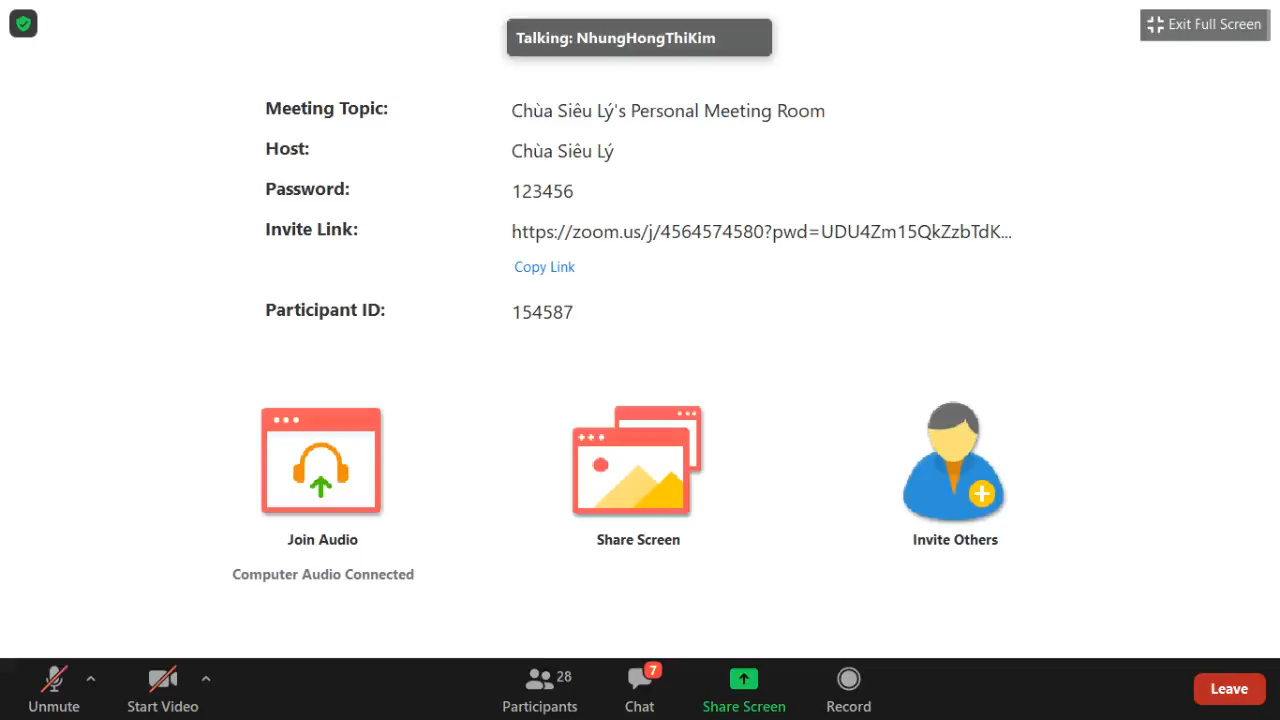 Talking: NhungHongThiKim
Exit Full Screen
Meeting Topic: Chùa Siêu Lý's Personal Meeting Room
Host: Chùa Siêu Lý
Password: 123456
Invite Link: https://zoom.us/j/4564574580?pwd=UDU4Zm15QkZzbTdK...
Copy Link
Participant ID: 154587
Join Audio
Share Screen
Invite Others
Computer Audio Connected
28
7
Unmute
Start Video
Participants
Chat
Share Screen
Record
Leave